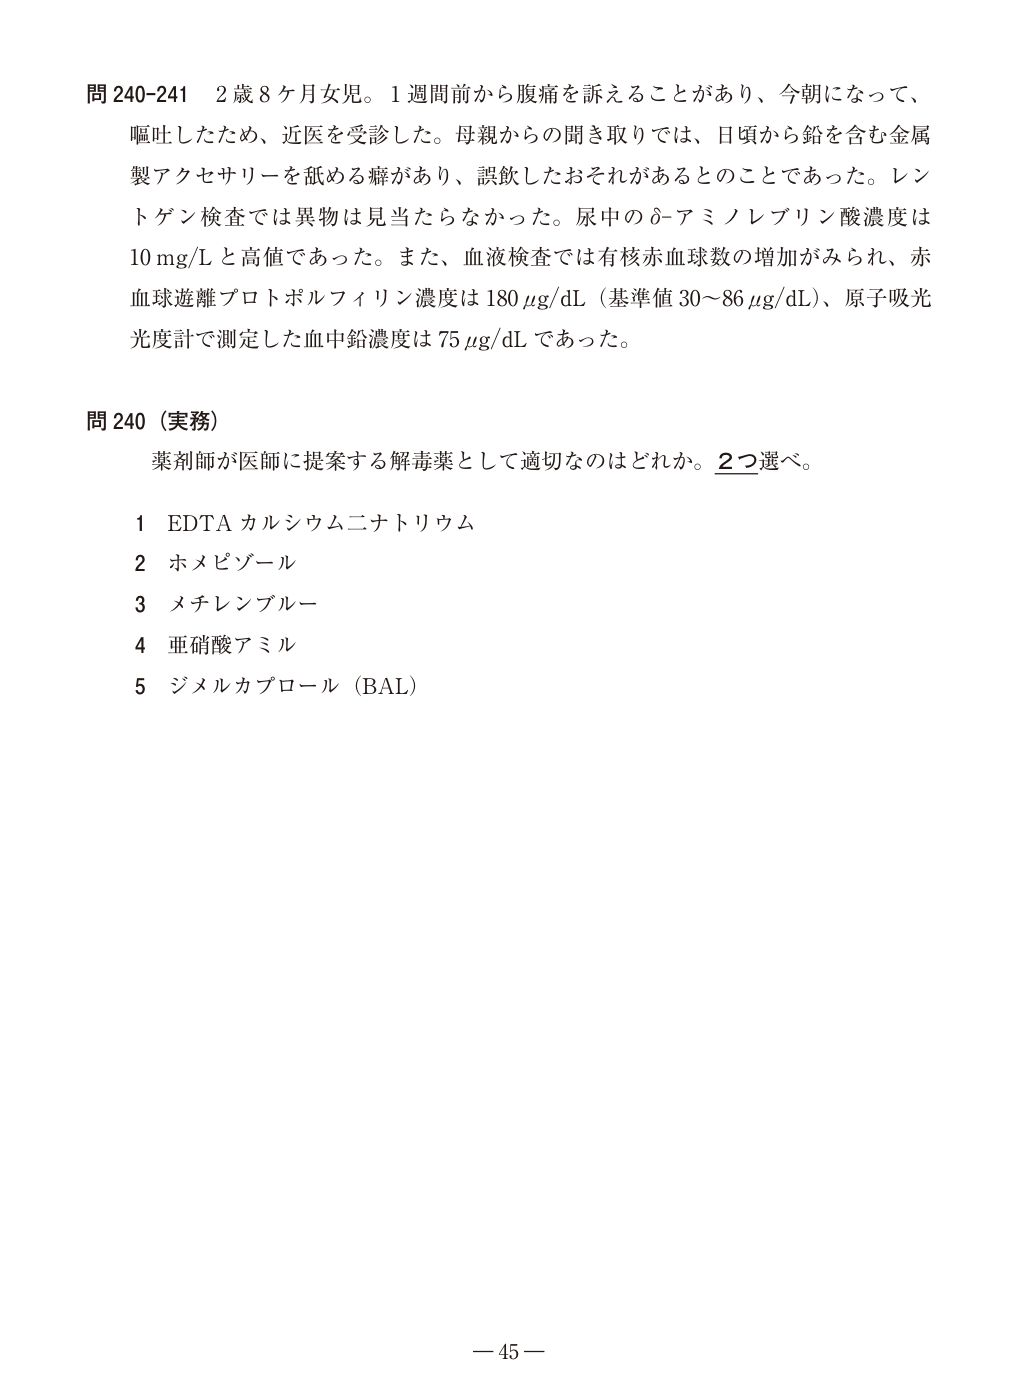 問 240−241　2 歳 8 ケ月女児。1 週間前から腹痛を訴えることがあり、今朝になって、
嘔吐したため、近医を受診した。母親からの聞き取りでは、日頃から鉛を含む金属
製アクセサリーを舐める癖があり、誤飲したおそれがあるとのことであった。レン
トゲン検査では異物は見当たらなかった。尿中の δ−アミノレブリン酸濃度は
10 mg/L と高値であった。また、血液検査では有核赤血球数の増加がみられ、赤
血球遊離プロトポルフィリン濃度は 180 μg/dL（基準値 30～86 μg/dL）、原子吸光
光度計で測定した血中鉛濃度は 75 μg/dL であった。
問 240（実務）
薬剤師が医師に提案する解毒薬として適切なのはどれか。2つ選べ。
1　EDTA カルシウム二ナトリウム
2　ホメピゾール
3　メチレンブルー
4　亜硝酸アミル
5　ジメルカプロール（BAL）
― 45 ―